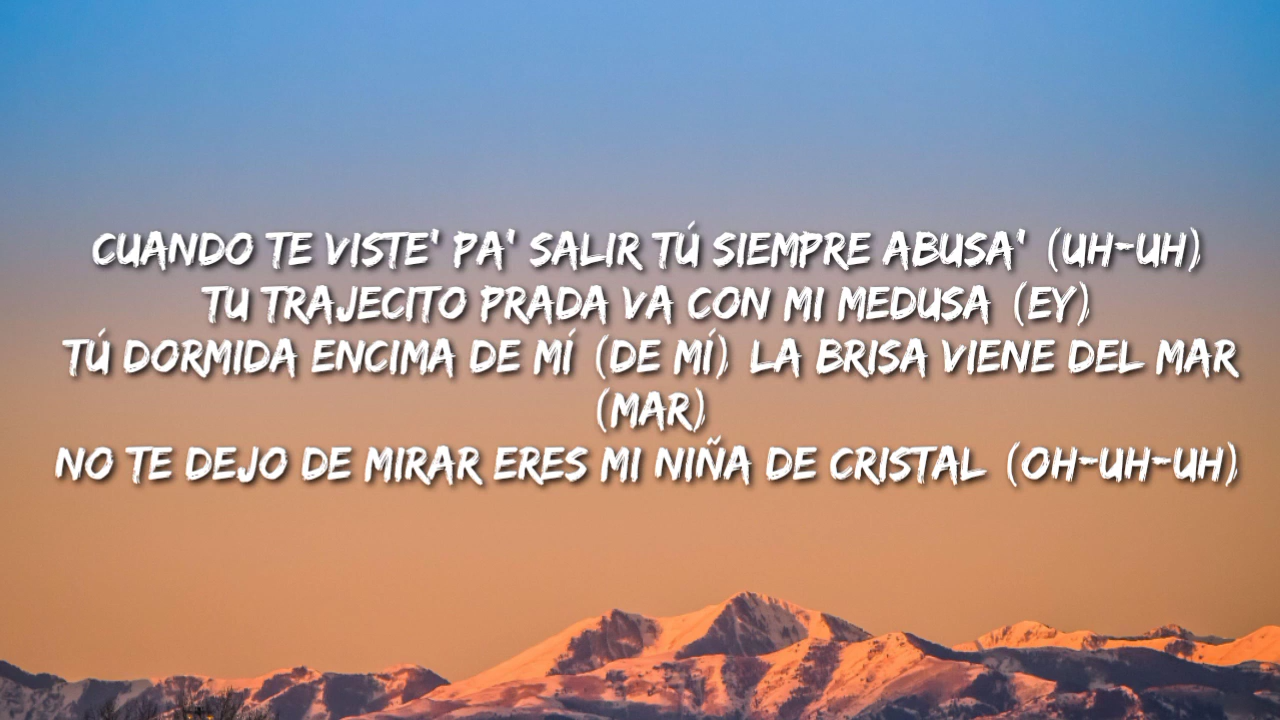 CUANDO TE VISTE' PA' SALIR TÚ SIEMPRE ABUSA' (UH-UH)
TU TRAJECITO PRADA VA CON MI MEDUSA (EY)
TÚ DORMIDA ENCIMA DE MÍ (DE MÍ) LA BRISA VIENE DEL MAR
(MAR)
NO TE DEJO DE MIRAR ERES MI NIÑA DE CRISTAL (OH-UH-UH)